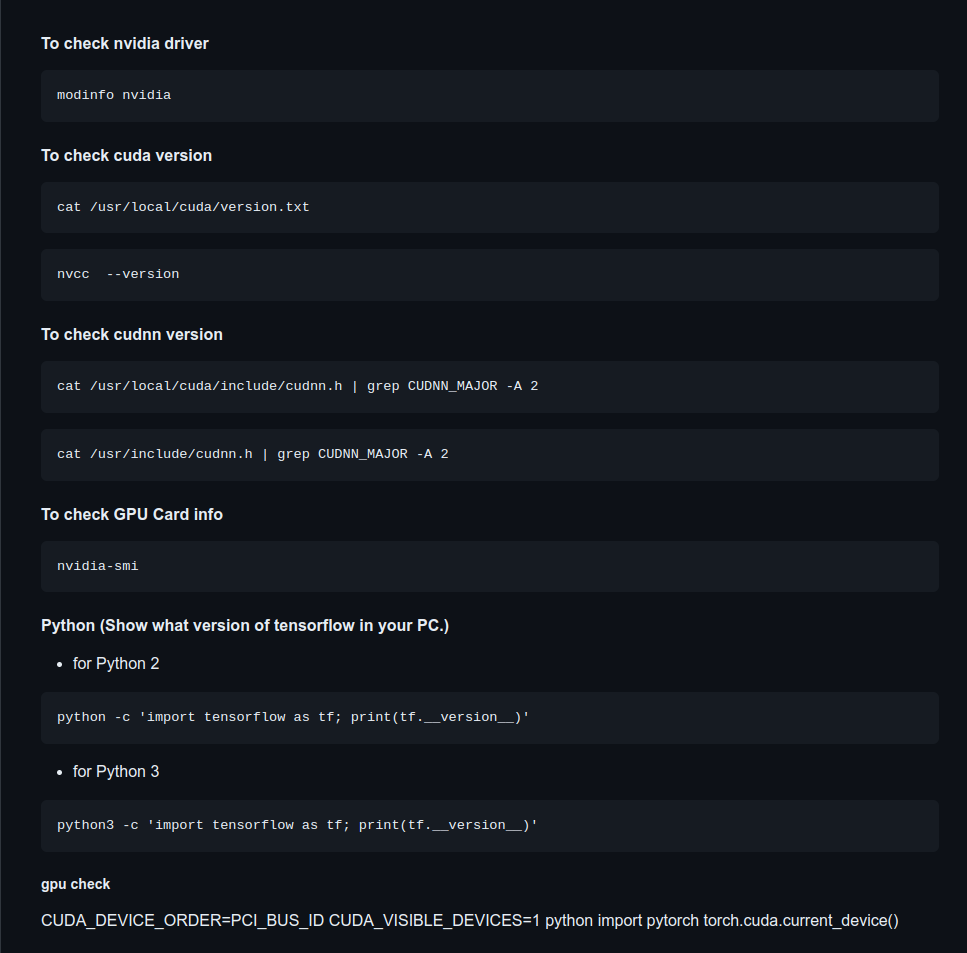 To check nvidia driver
modinfo nvidia
To check cuda version
cat /usr/local/cuda/version.txt
nvcc  --version
To check cudnn version
cat /usr/local/cuda/include/cudnn.h | grep CUDNN_MAJOR -A 2
cat /usr/include/cudnn.h | grep CUDNN_MAJOR -A 2
To check GPU Card info
nvidia-smi
Python (Show what version of tensorflow in your PC.)
• for Python 2
python -c 'import tensorflow as tf; print(tf.__version__)'
• for Python 3
python3 -c 'import tensorflow as tf; print(tf.__version__)'
gpu check
CUDA_DEVICE_ORDER=PCI_BUS_ID CUDA_VISIBLE_DEVICES=1 python import pytorch torch.cuda.current_device()